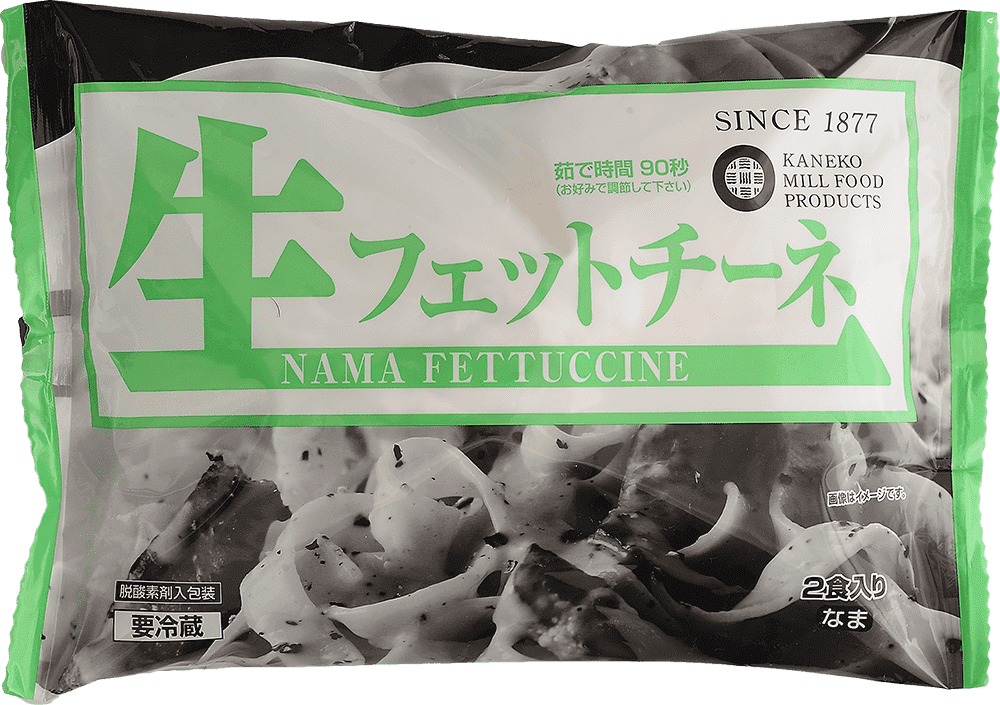 SINCE 1877
KANEKO
MILL FOOD
PRODUCTS
茹で時間 90秒
(お好みで調節して下さい)
生フェットチーネ
NAMA FETTUCCINE
画像はイメージです。
脱酸素剤入包装
要冷蔵
2食入り
なま